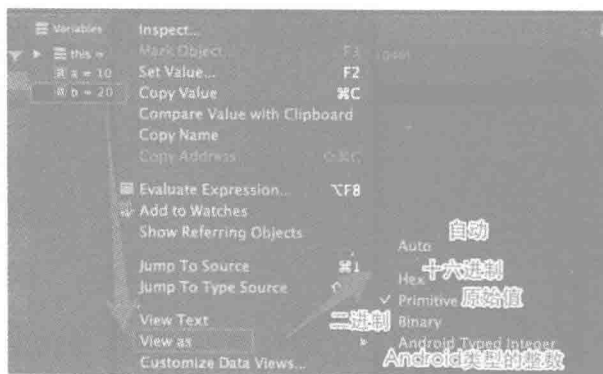 Variables
this =
a = 10
b = 20
Inspect...
Mark Object... F3
Set Value... F2
Copy Value ⌘C
Compare Value with Clipboard
Copy Name
Copy Address
Evaluate Expression... ⌥F8
Add to Watches
Show Referring Objects
Jump To Source ⌘↓
Jump To Type Source
View Text
View as
Customize Data Views...
自动
Auto
十六进制
Hex
✓ Primitive 原始值
二进制 Binary
Android Typed Integer
Android类型的整数